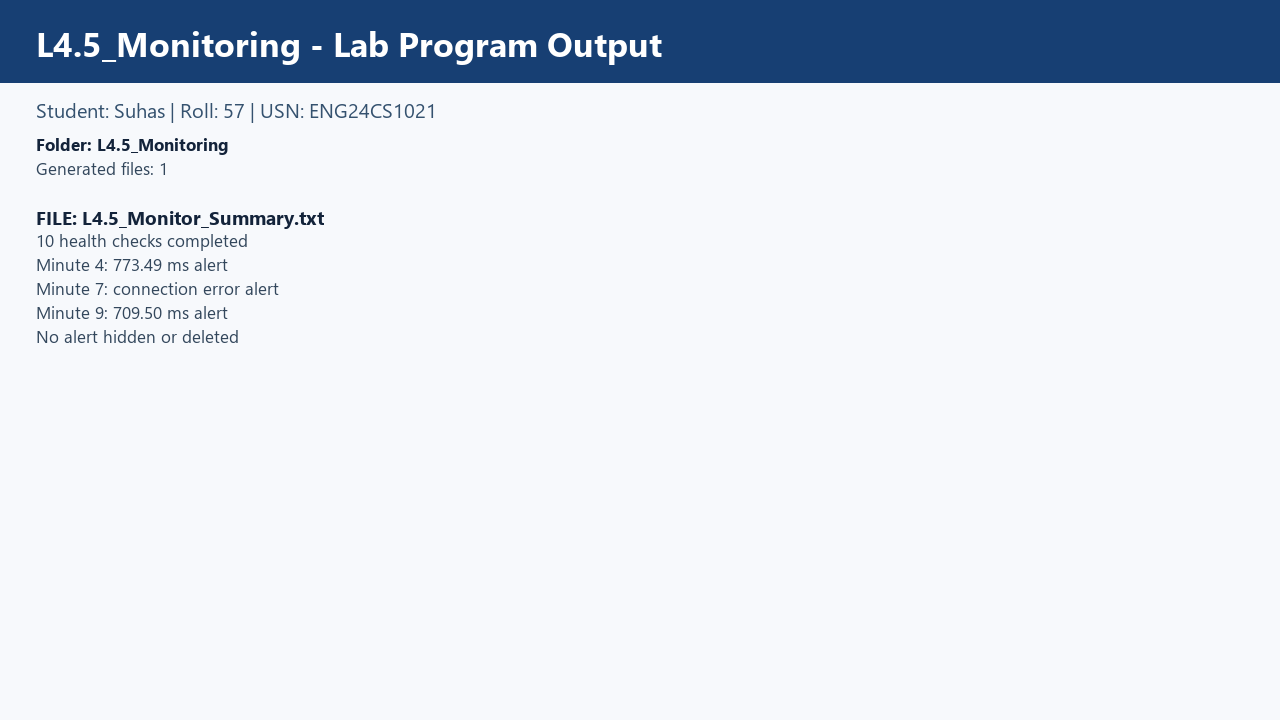 L4.5_Monitoring - Lab Program Output
Student: Suhas | Roll: 57 | USN: ENG24CS1021
Folder: L4.5_Monitoring
Generated files: 1
FILE: L4.5_Monitor_Summary.txt
10 health checks completed
Minute 4: 773.49 ms alert
Minute 7: connection error alert
Minute 9: 709.50 ms alert
No alert hidden or deleted